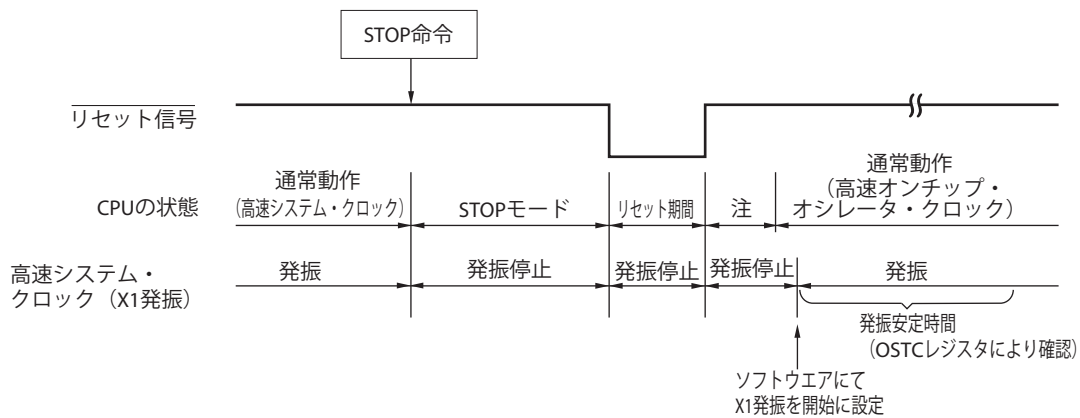 STOP命令
リセット信号
通常動作
(高速システム・クロック)
通常動作
(高速オンチップ・
オシレータ・クロック)
CPUの状態
STOPモード
リセット期間
注
高速システム・
クロック(X1発振)
発振
発振停止
発振停止
発振停止
発振
発振安定時間
(OSTCレジスタにより確認)
ソフトウエアにて
X1発振を開始に設定